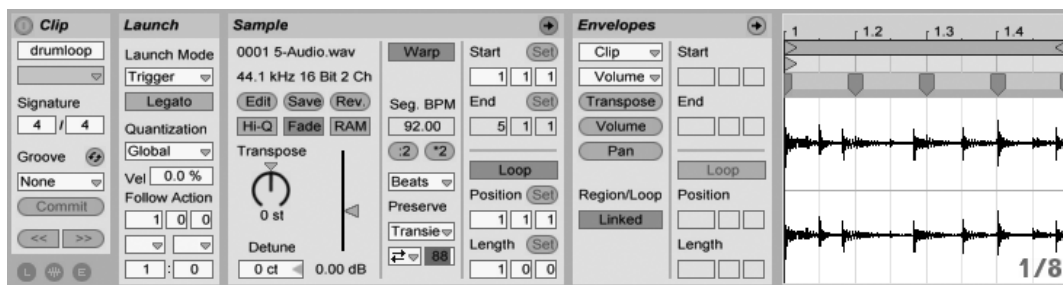 Clip
drumloop
Signature
4 / 4
Groove
None
Commit
<< >>
L E
Launch
Launch Mode
Trigger
Legato
Quantization
Global
Vel 0.0 %
Follow Action
1 0 0
1 : 0
Sample
0001 5-Audio.wav
44.1 kHz 16 Bit 2 Ch
Edit Save Rev.
Hi-Q Fade RAM
Transpose
0 st
Detune
0 ct 0.00 dB
Warp
Seg. BPM
92.00
:2 *2
Beats
Preserve
Transie
88
Start Set
1 1 1
End Set
5 1 1
Loop
Position Set
1 1 1
Length Set
1 0 0
Envelopes
Clip
Volume
Transpose
Volume
Pan
Region/Loop
Linked
Start
End
Loop
Position
Length
1 1.2 1.3 1.4
1/8